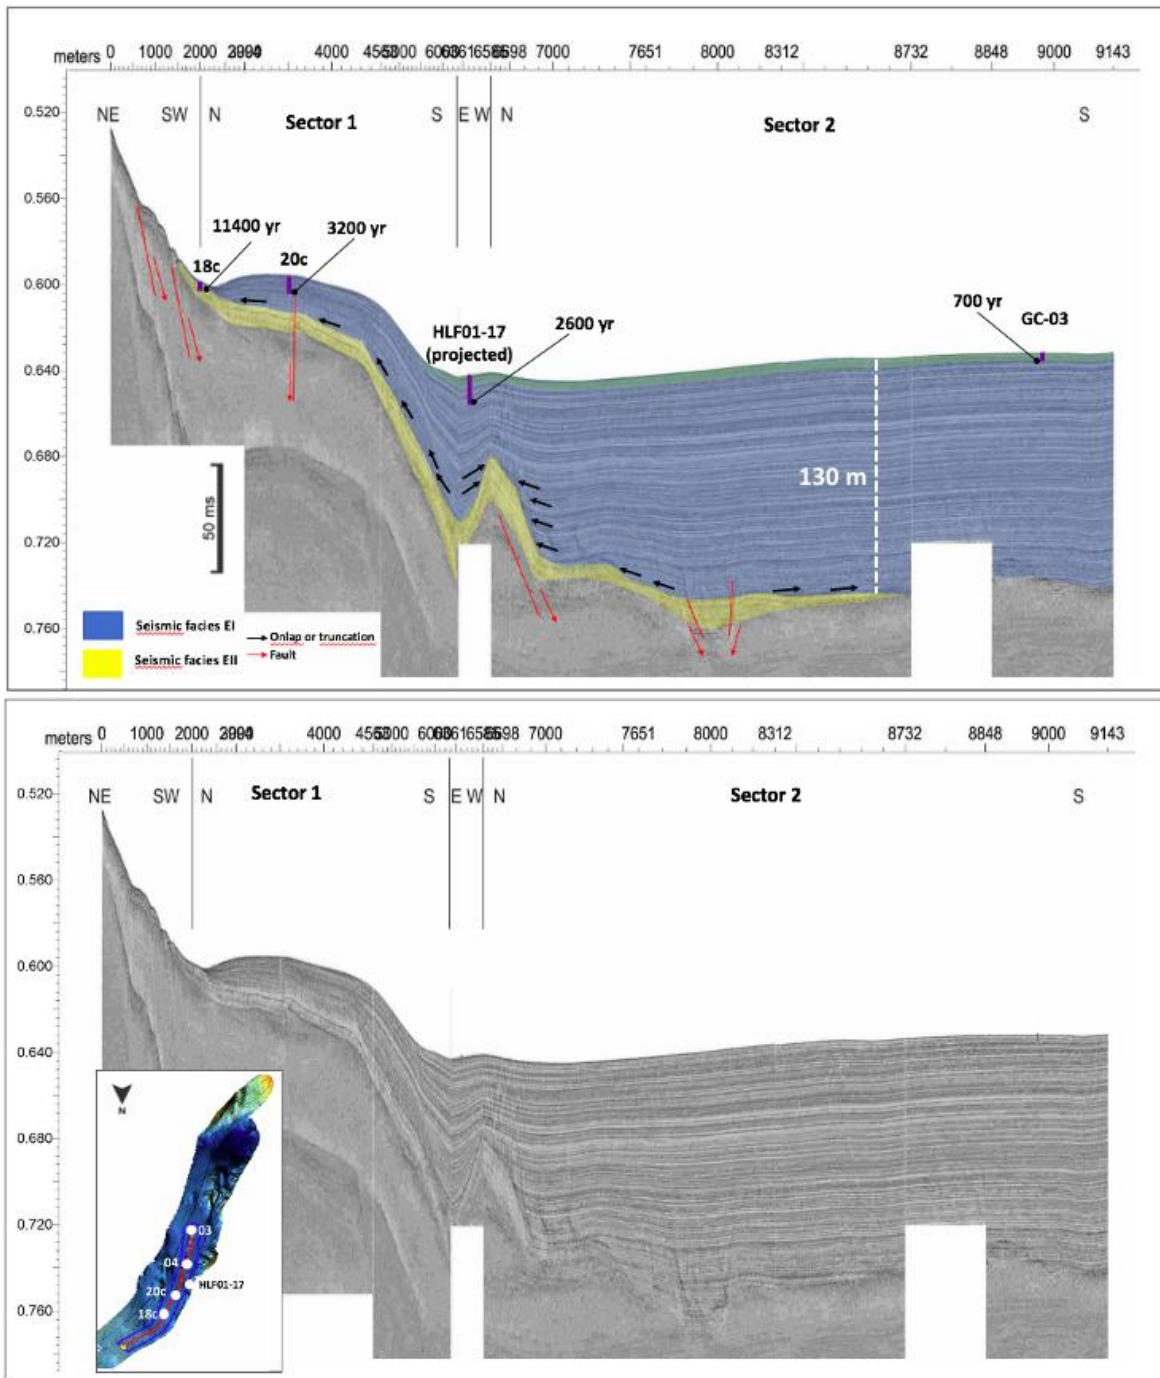 meters 0 1000 2000 4000 7000 7651 8000 8312 8732 8848 9000 9143
NE SW N Sector 1 S E W N Sector 2 S
0.520
0.560
11400 yr 3200 yr
20c
18c
0.600
HLF01-17
(projected)
2600 yr
700 yr GC-03
0.640
0.680
130 m
50 ms
0.720
0.760
Seismic facies EI
Onlap or truncation
Seismic facies EII
Fault
meters 0 1000 2000 4000 7000 7651 8000 8312 8732 8848 9000 9143
NE SW N Sector 1 S E W N Sector 2 S
0.520
0.560
0.600
0.640
0.680
0.720
0.760
N
03
04
HLF01-17
20c
18c